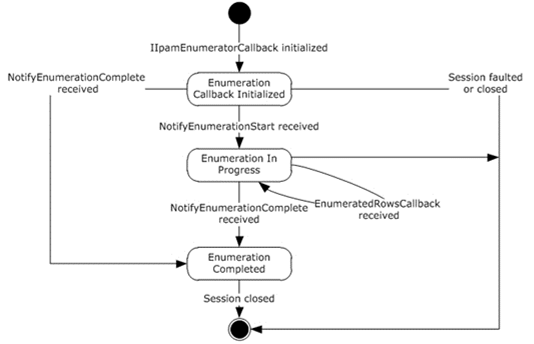 IIpamEnumeratorCallback initialized
NotifyEnumerationComplete
received
Enumeration
Callback Initialized
Session faulted
or closed
NotifyEnumerationStart received
Enumeration In
Progress
NotifyEnumerationComplete
received
EnumeratedRowsCallback
received
Enumeration
Completed
Session closed